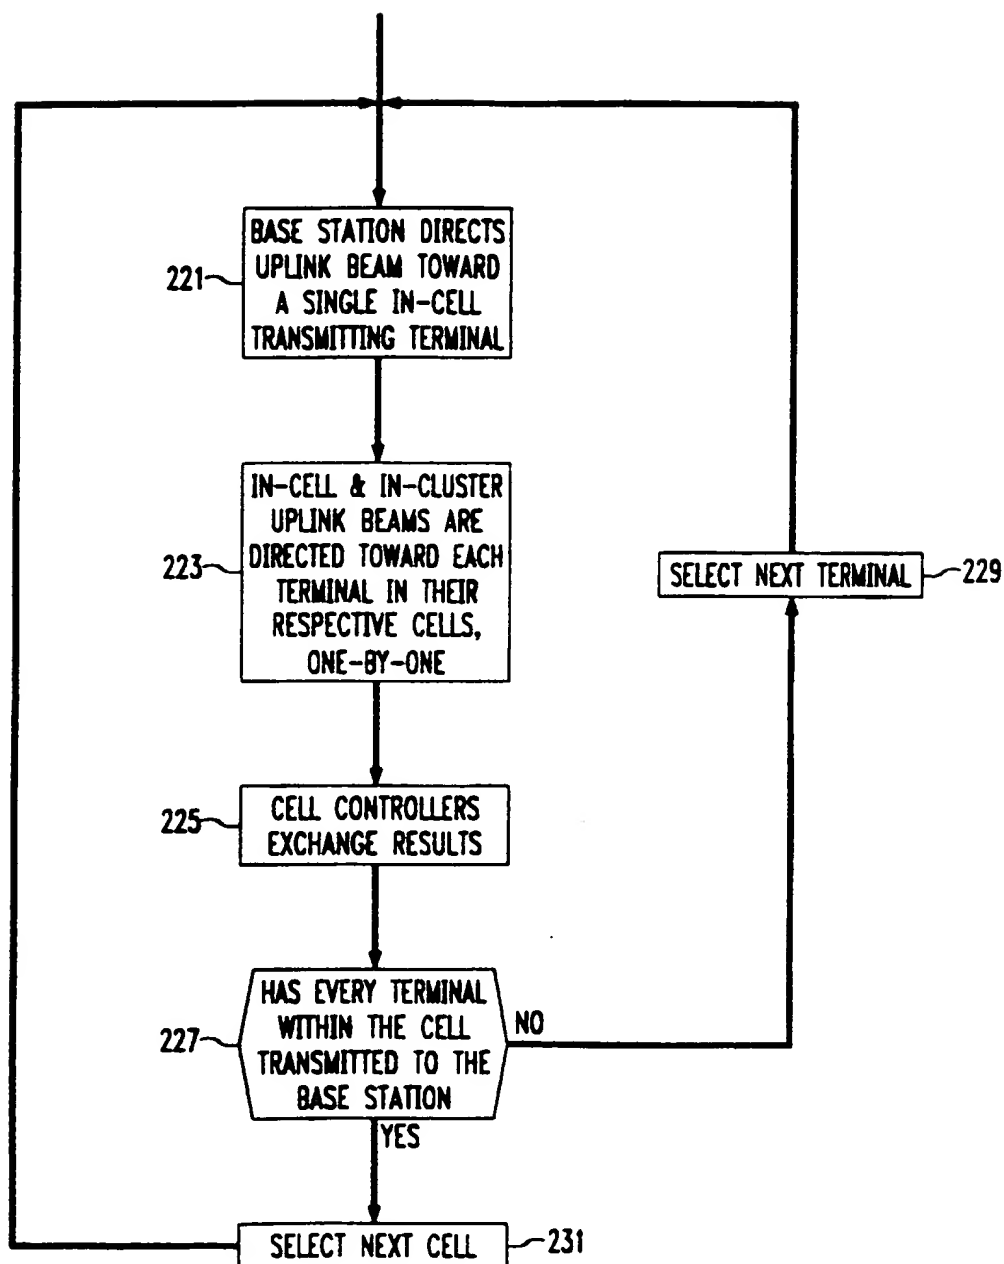 BASE STATION DIRECTS
UPLINK BEAM TOWARD
A SINGLE IN-CELL
TRANSMITTING TERMINAL
221
IN-CELL & IN-CLUSTER
UPLINK BEAMS ARE
DIRECTED TOWARD EACH
TERMINAL IN THEIR
RESPECTIVE CELLS,
ONE-BY-ONE
223
SELECT NEXT TERMINAL
229
CELL CONTROLLERS
EXCHANGE RESULTS
225
HAS EVERY TERMINAL
WITHIN THE CELL
TRANSMITTED TO THE
BASE STATION
227
NO
YES
SELECT NEXT CELL
231